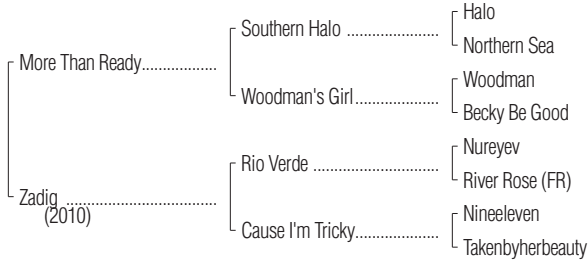 Halo
Southern Halo ....................
Northern Sea
More Than Ready..................
Woodman
Woodman's Girl ..................
Becky Be Good
Nureyev
Rio Verde ...........................
River Rose (FR)
Zadig ....................................
(2010)
Nineeleven
Cause I'm Tricky..................
Takenbyherbeauty